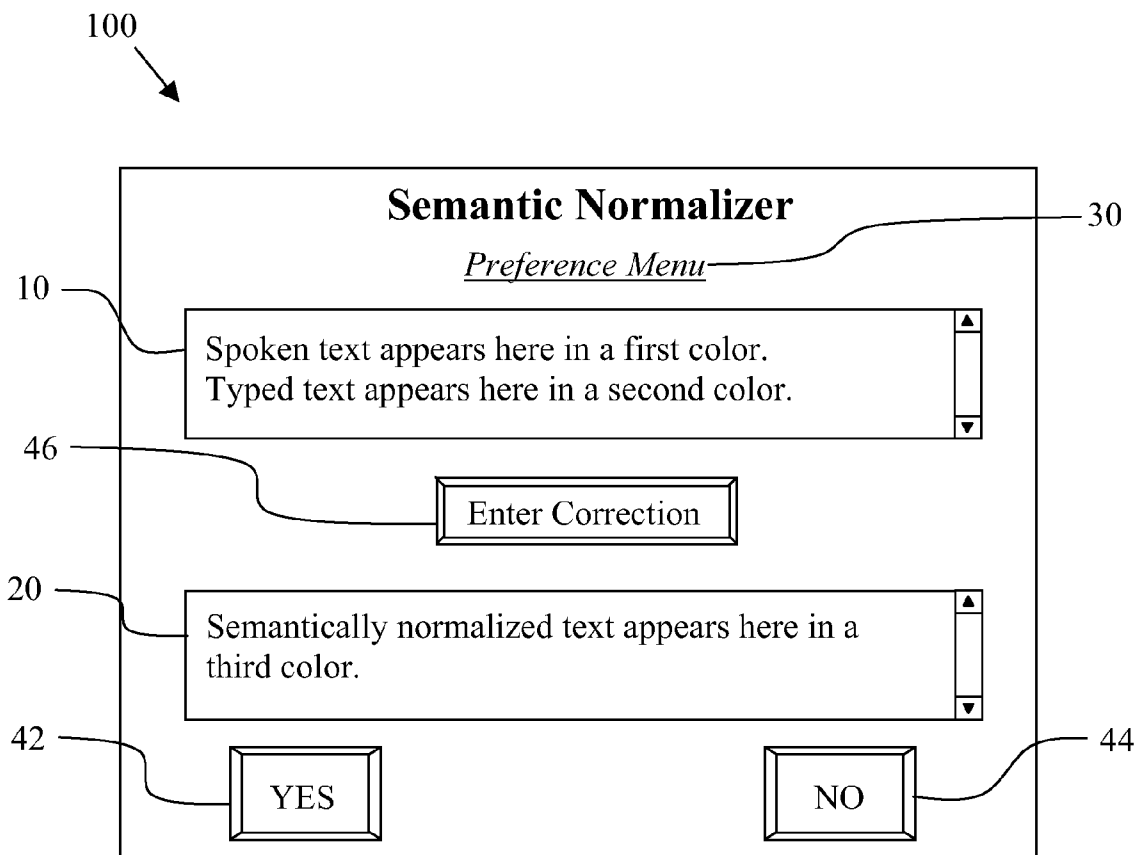 100
Semantic Normalizer
30
Preference Menu
10
Spoken text appears here in a first color.
Typed text appears here in a second color.
46
Enter Correction
20
Semantically normalized text appears here in a
third color.
42
YES
NO
44